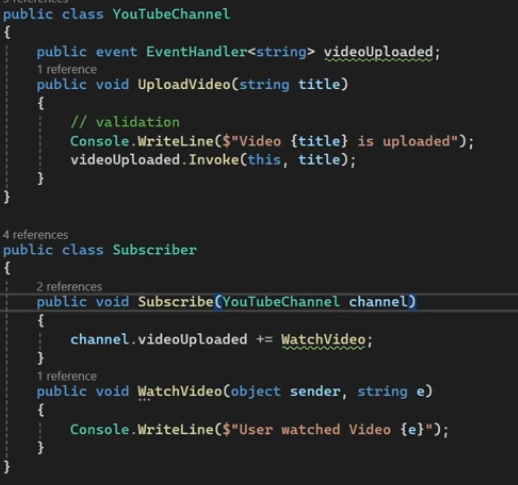 public class YouTubeChannel
{
public event EventHandler<string> videoUploaded;
1 reference
public void UploadVideo(string title)
{
// validation
Console.WriteLine($"Video {title} is uploaded");
videoUploaded.Invoke(this, title);
}
}
4 references
public class Subscriber
{
2 references
public void Subscribe(YouTubeChannel channel)
{
channel.videoUploaded += WatchVideo;
}
1 reference
public void WatchVideo(object sender, string e)
{
Console.WriteLine($"User watched Video {e}");
}
}